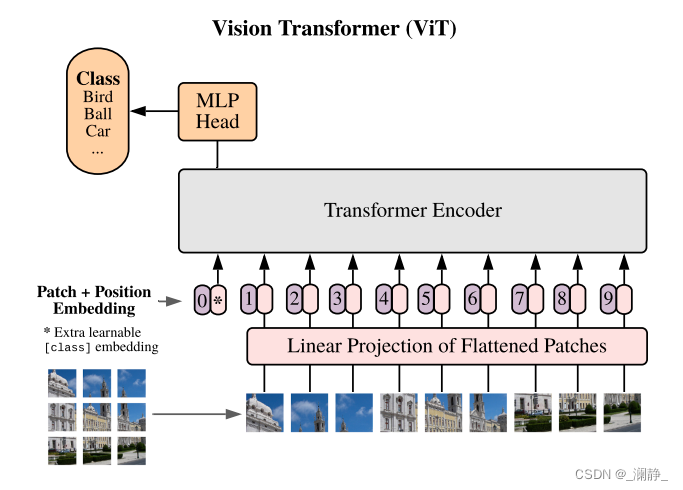 Vision Transformer (ViT)
Class
Bird
Ball
Car
...
MLP
Head
Transformer Encoder
Patch + Position
Embedding
0 * 1 2 3 4 5 6 7 8 9
* Extra learnable
[class] embedding
Linear Projection of Flattened Patches
CSDN @_澜静_